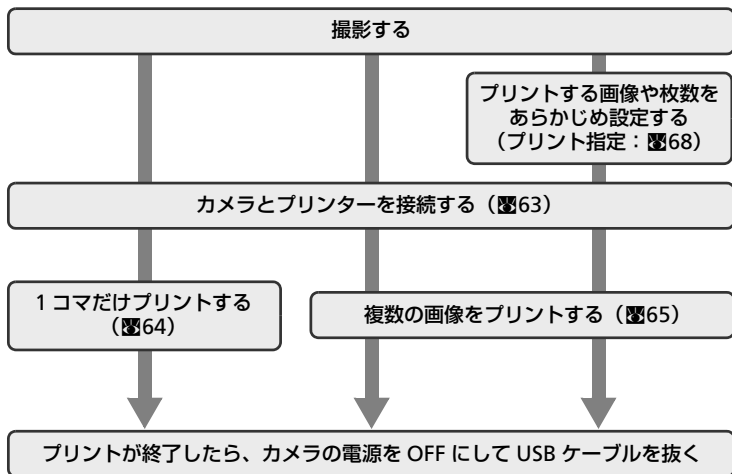 撮影する
プリントする画像や枚数を
あらかじめ設定する
（プリント指定：68）
カメラとプリンターを接続する（63）
1 コマだけプリントする
（64）
複数の画像をプリントする（65）
プリントが終了したら、カメラの電源を OFF にして USB ケーブルを抜く